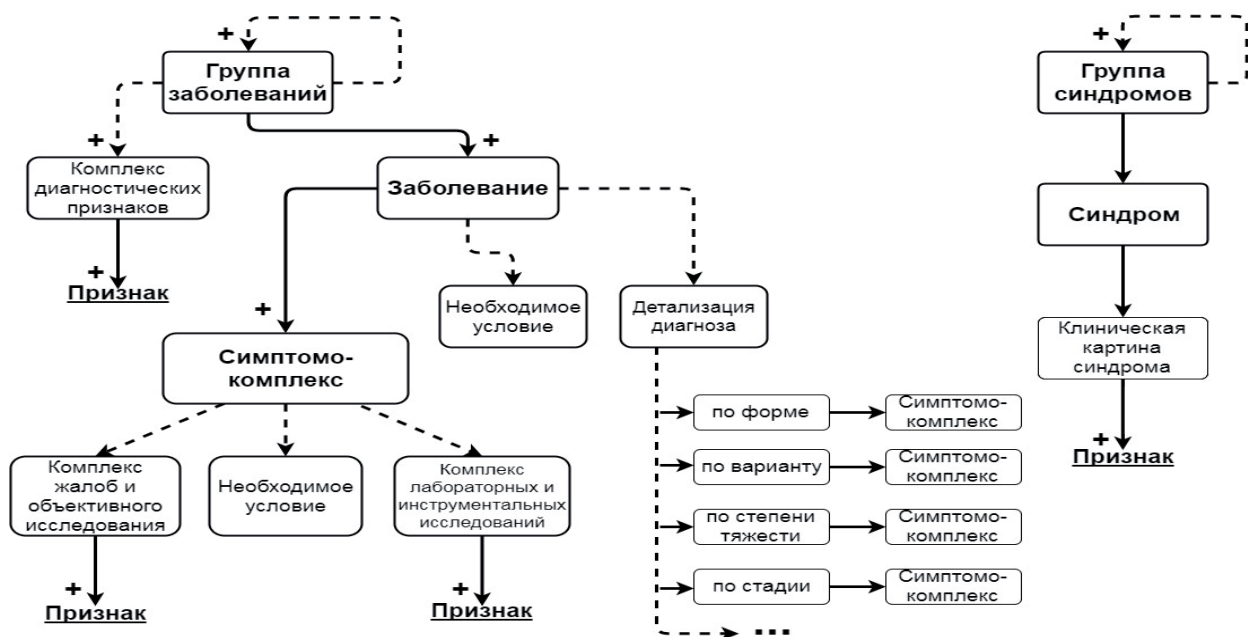 +
Группа
заболеваний
+
Комплекс
диагностических
признаков
+
Признак
+
Заболевание
+
Симптомо-
комплекс
Необходимое
условие
Детализация
диагноза
Комплекс
жалоб и
объективного
исследования
+
Признак
Необходимое
условие
Комплекс
лабораторных и
инструментальных
исследований
+
Признак
по форме
Симптомо-
комплекс
по варианту
Симптомо-
комплекс
по степени
тяжести
Симптомо-
комплекс
по стадии
Симптомо-
комплекс
...
+
Группа
синдромов
Синдром
Клиническая
картина
синдрома
+
Признак